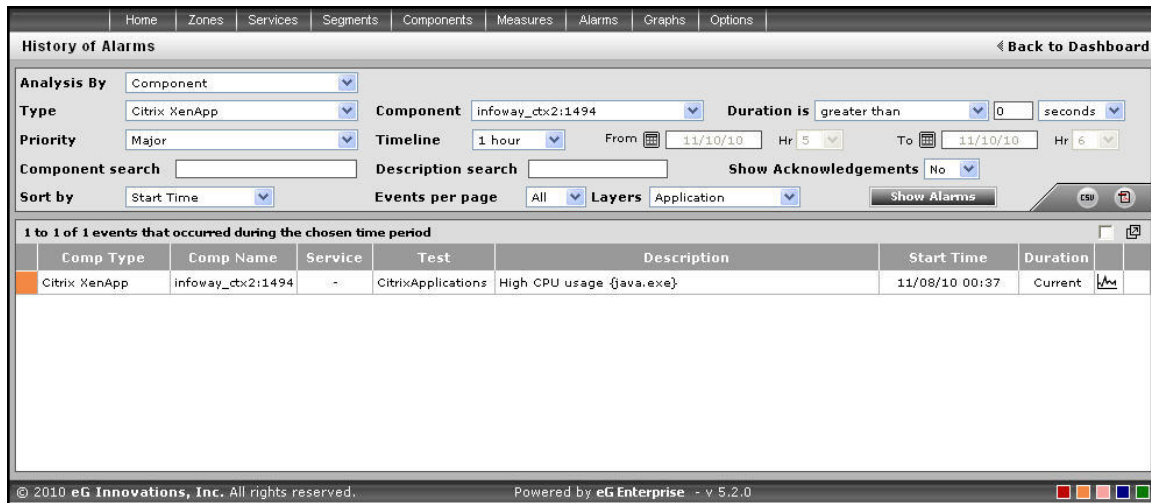 Home Zones Services Segments Components Measures Alarms Graphs Options
History of Alarms Back to Dashboard
Analysis By Component
Type Citrix XenApp Component infoway_ctx2:1494 Duration is greater than 0 seconds
Priority Major Timeline 1 hour From 11/10/10 Hr 5 To 11/10/10 Hr 6
Component search Description search Show Acknowledgements No
Sort by Start Time Events per page All Layers Application Show Alarms CSV
1 to 1 of 1 events that occurred during the chosen time period
Comp Type Comp Name Service Test Description Start Time Duration
Citrix XenApp infoway_ctx2:1494 - CitrixApplications High CPU usage {java.exe} 11/08/10 00:37 Current
© 2010 eG Innovations, Inc. All rights reserved. Powered by eG Enterprise - v 5.2.0